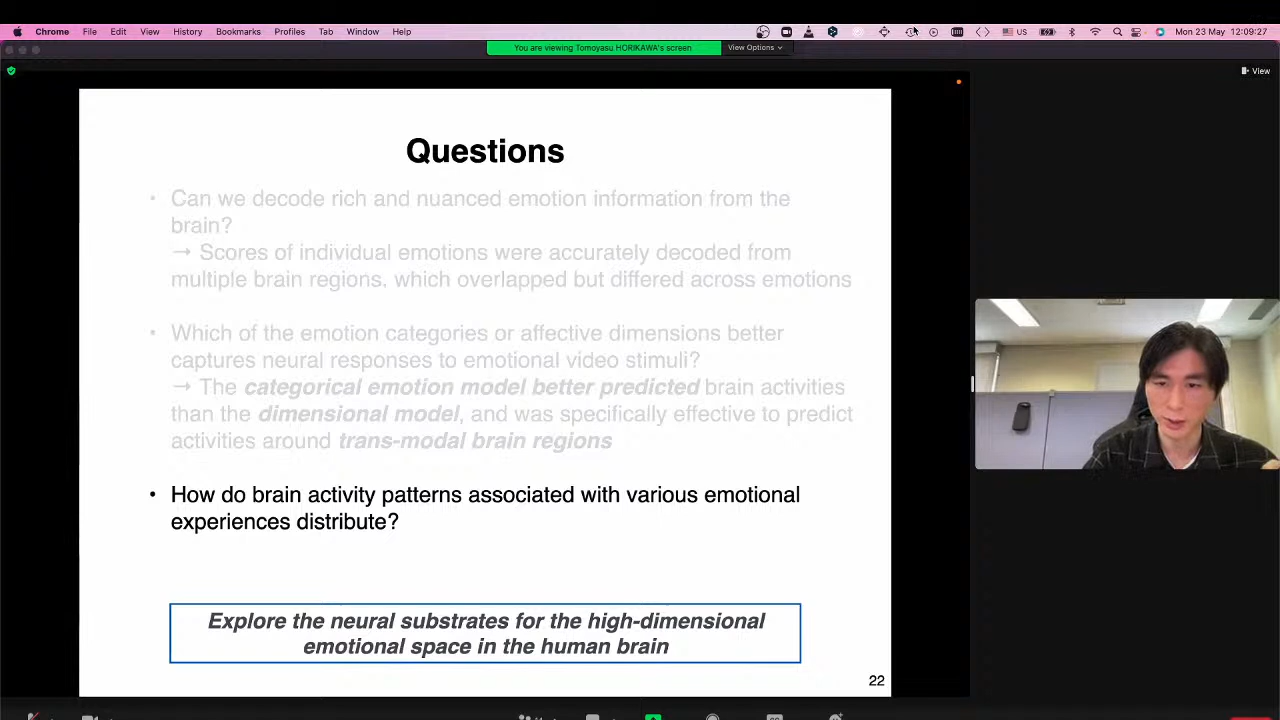 Chrome File Edit View History Bookmarks Profiles Tab Window Help US Mon 23 May 12:09:27
You are viewing Tomoyasu HORIKAWA's screen View Options
View
Questions
• Can we decode rich and nuanced emotion information from the
brain?
→ Scores of individual emotions were accurately decoded from
multiple brain regions, which overlapped but differed across emotions
• Which of the emotion categories or affective dimensions better
captures neural responses to emotional video stimuli?
→ The categorical emotion model better predicted brain activities
than the dimensional model, and was specifically effective to predict
activities around trans-modal brain regions
• How do brain activity patterns associated with various emotional
experiences distribute?
Explore the neural substrates for the high-dimensional
emotional space in the human brain
22